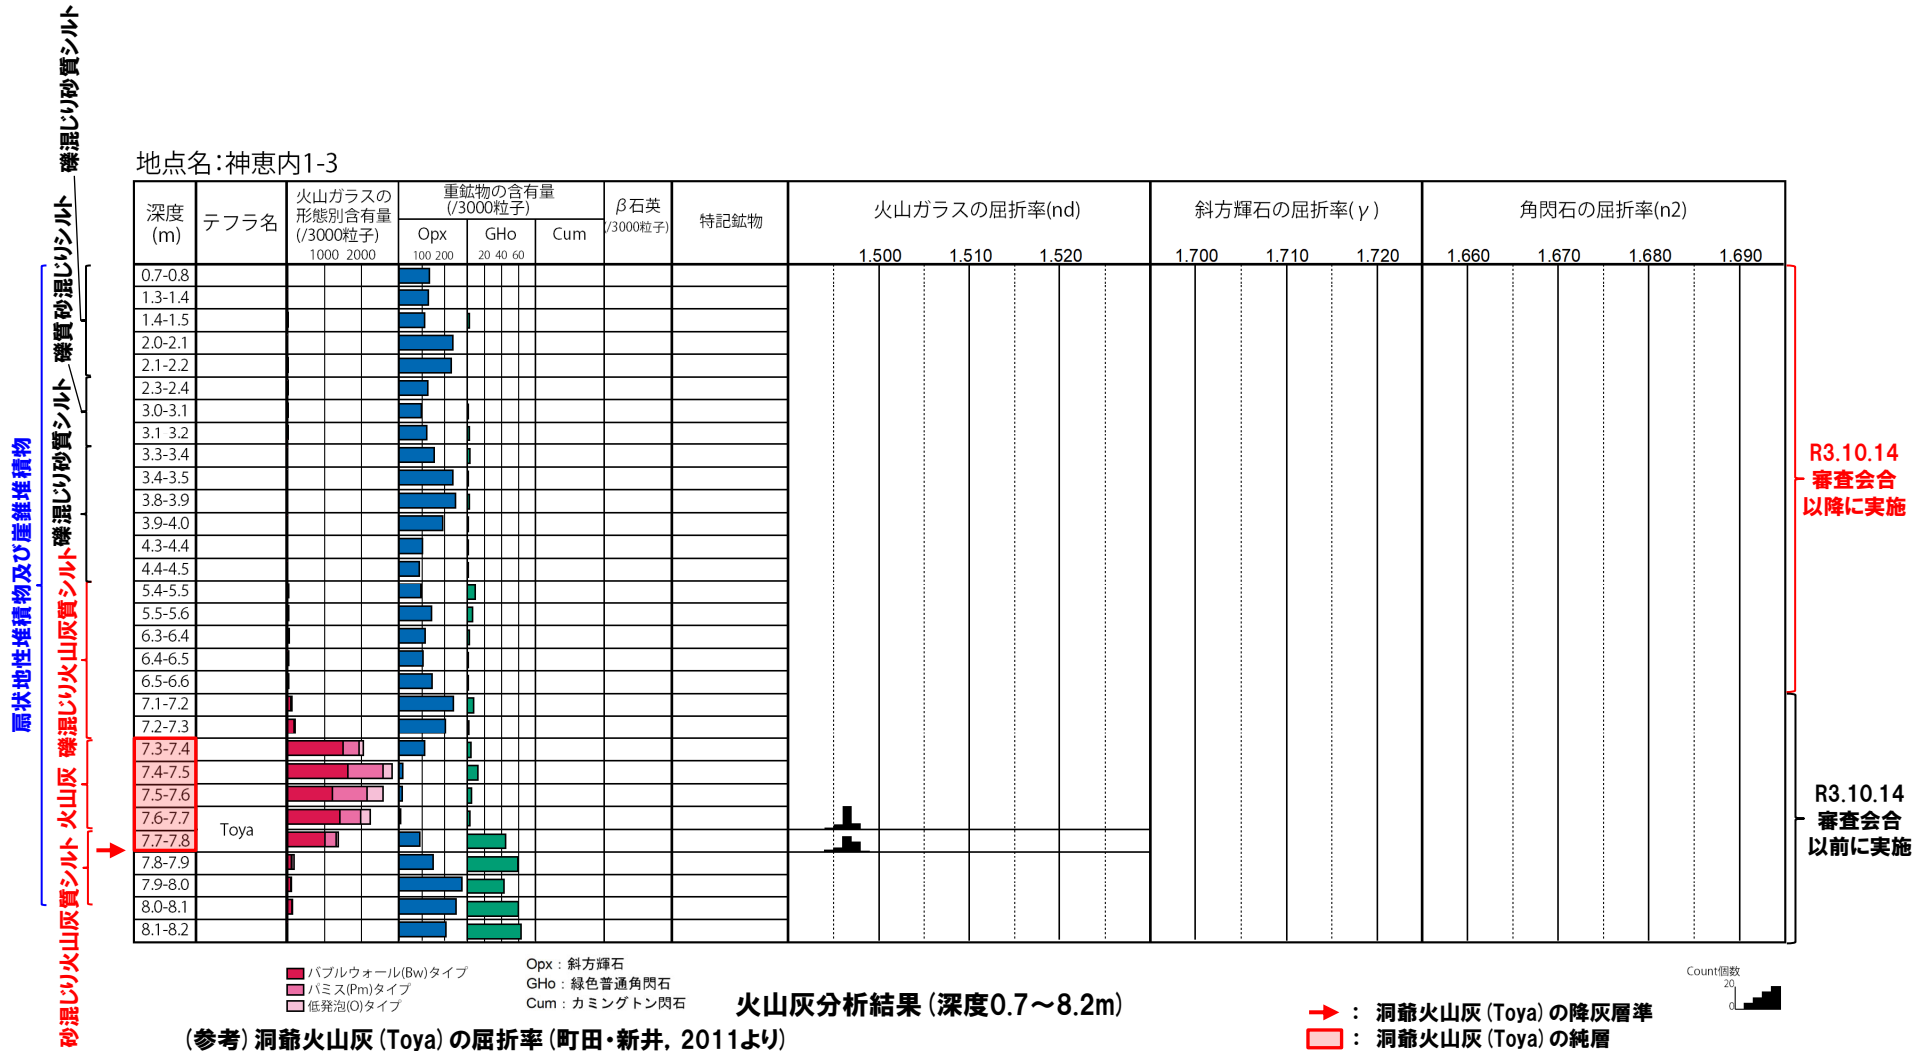 地点名：神恵内1-3
深度
(m)
テフラ名
火山ガラスの
形態別含有量
(/3000粒子)
1000 2000
重鉱物の含有量
(/3000粒子)
Opx
100 200
GHo
20 40 60
Cum
β石英
(/3000粒子)
特記鉱物
火山ガラスの屈折率(nd)
1.500 1.510 1.520
斜方輝石の屈折率(γ)
1.700 1.710 1.720
角閃石の屈折率(n2)
1.660 1.670 1.680 1.690
0.7-0.8
1.3-1.4
1.4-1.5
2.0-2.1
2.1-2.2
2.3-2.4
3.0-3.1
3.1 3.2
3.3-3.4
3.4-3.5
3.8-3.9
3.9-4.0
4.3-4.4
4.4-4.5
5.4-5.5
5.5-5.6
6.3-6.4
6.4-6.5
6.5-6.6
7.1-7.2
7.2-7.3
7.3-7.4
7.4-7.5
7.5-7.6
7.6-7.7
7.7-7.8
7.8-7.9
7.9-8.0
8.0-8.1
8.1-8.2
Toya
扇状地性堆積物及び崖錐堆積物
礫混じり砂質シルト
礫質砂混じりシルト
礫混じり砂質シルト
礫混じり火山灰質シルト
火山灰
砂混じり火山灰質シルト
R3.10.14
審査会合
以降に実施
R3.10.14
審査会合
以前に実施
バブルウォール(Bw)タイプ
パミス(Pm)タイプ
低発泡(O)タイプ
Opx：斜方輝石
GHo：緑色普通角閃石
Cum：カミングトン閃石
火山灰分析結果（深度0.7～8.2m）
Count個数
20
0
：洞爺火山灰（Toya）の降灰層準
：洞爺火山灰（Toya）の純層
（参考）洞爺火山灰（Toya）の屈折率（町田・新井，2011より）